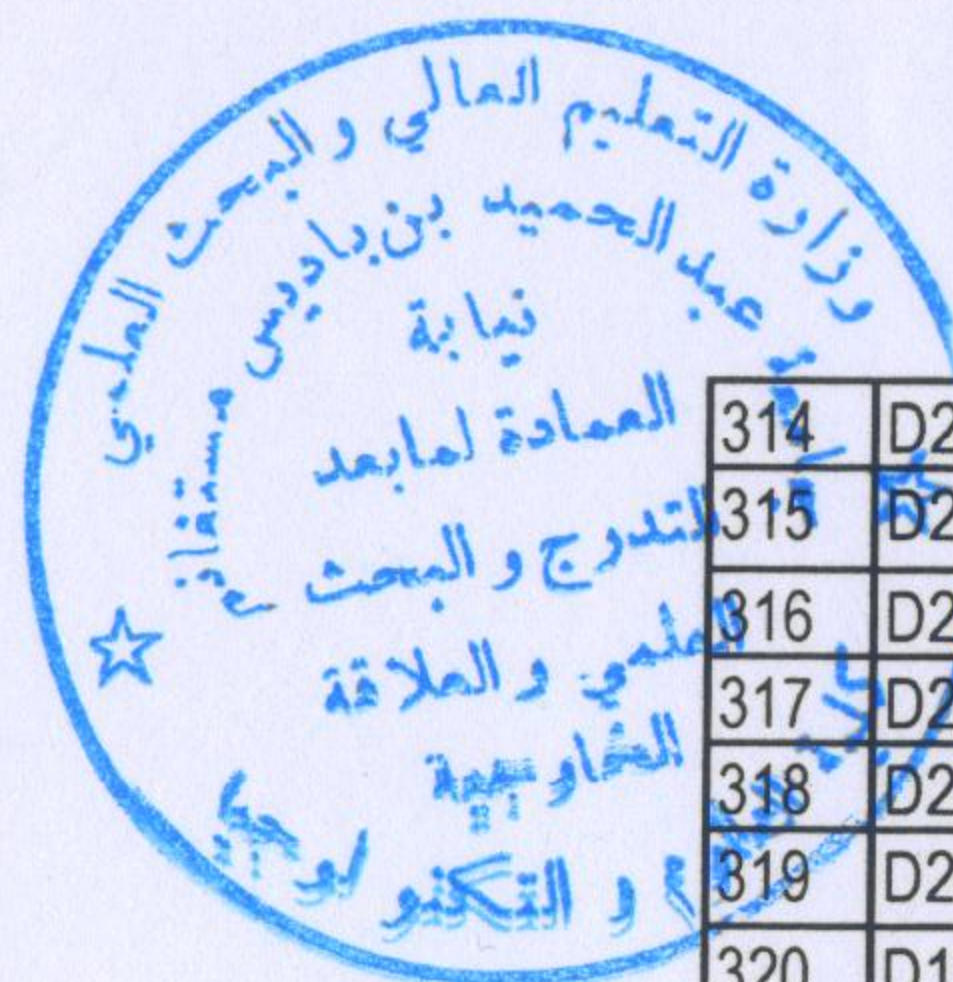 وزارة التعليم العالي و البحث العلمي
عبد الحميد بن باديس مستغانم
نيابة
العمادة لمابعد
التدرج و البحث
العلمي و العلاقة
الخارجية
و التكنولوجيا
314 D2
315 D2
316 D2
317 D2
318 D2
319 D2
320 D1